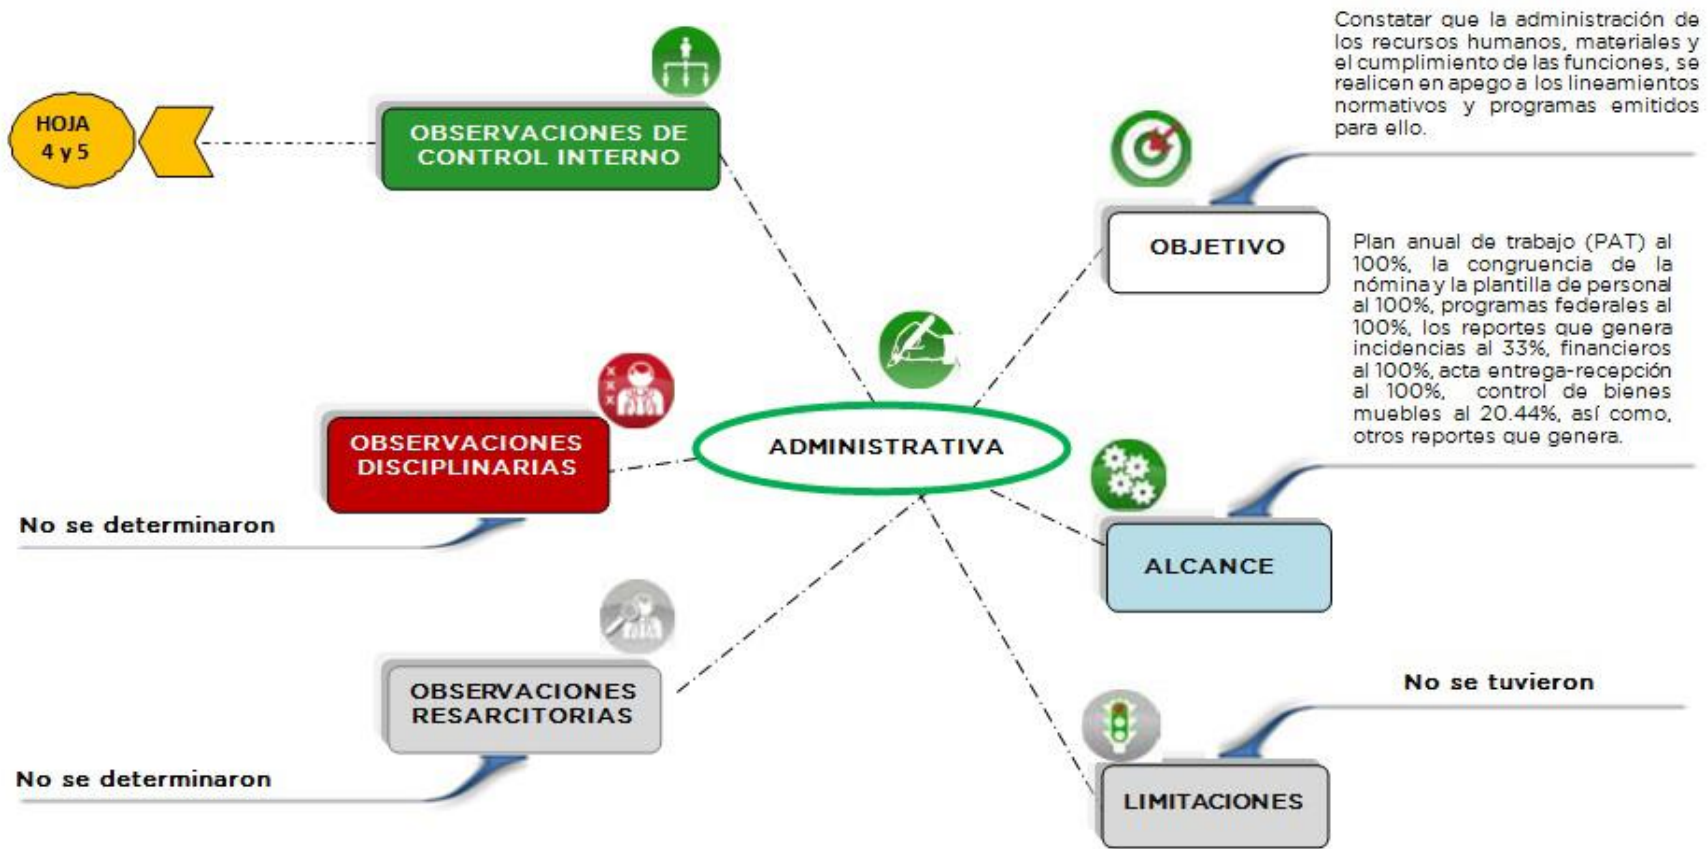 Constatar que la administración de
los recursos humanos, materiales y
el cumplimiento de las funciones, se
realicen en apego a los lineamientos
normativos y programas emitidos
para ello.
HOJA
4 y 5
OBSERVACIONES DE
CONTROL INTERNO
OBJETIVO
Plan anual de trabajo (PAT) al
100%, la congruencia de la
nómina y la plantilla de personal
al 100%, programas federales al
100%, los reportes que genera
incidencias al 33%, financieros
al 100%, acta entrega-recepción
al 100%, control de bienes
muebles al 20.44%, así como,
otros reportes que genera.
ADMINISTRATIVA
OBSERVACIONES
DISCIPLINARIAS
No se determinaron
ALCANCE
OBSERVACIONES
RESARCITORIAS
No se determinaron
No se tuvieron
LIMITACIONES